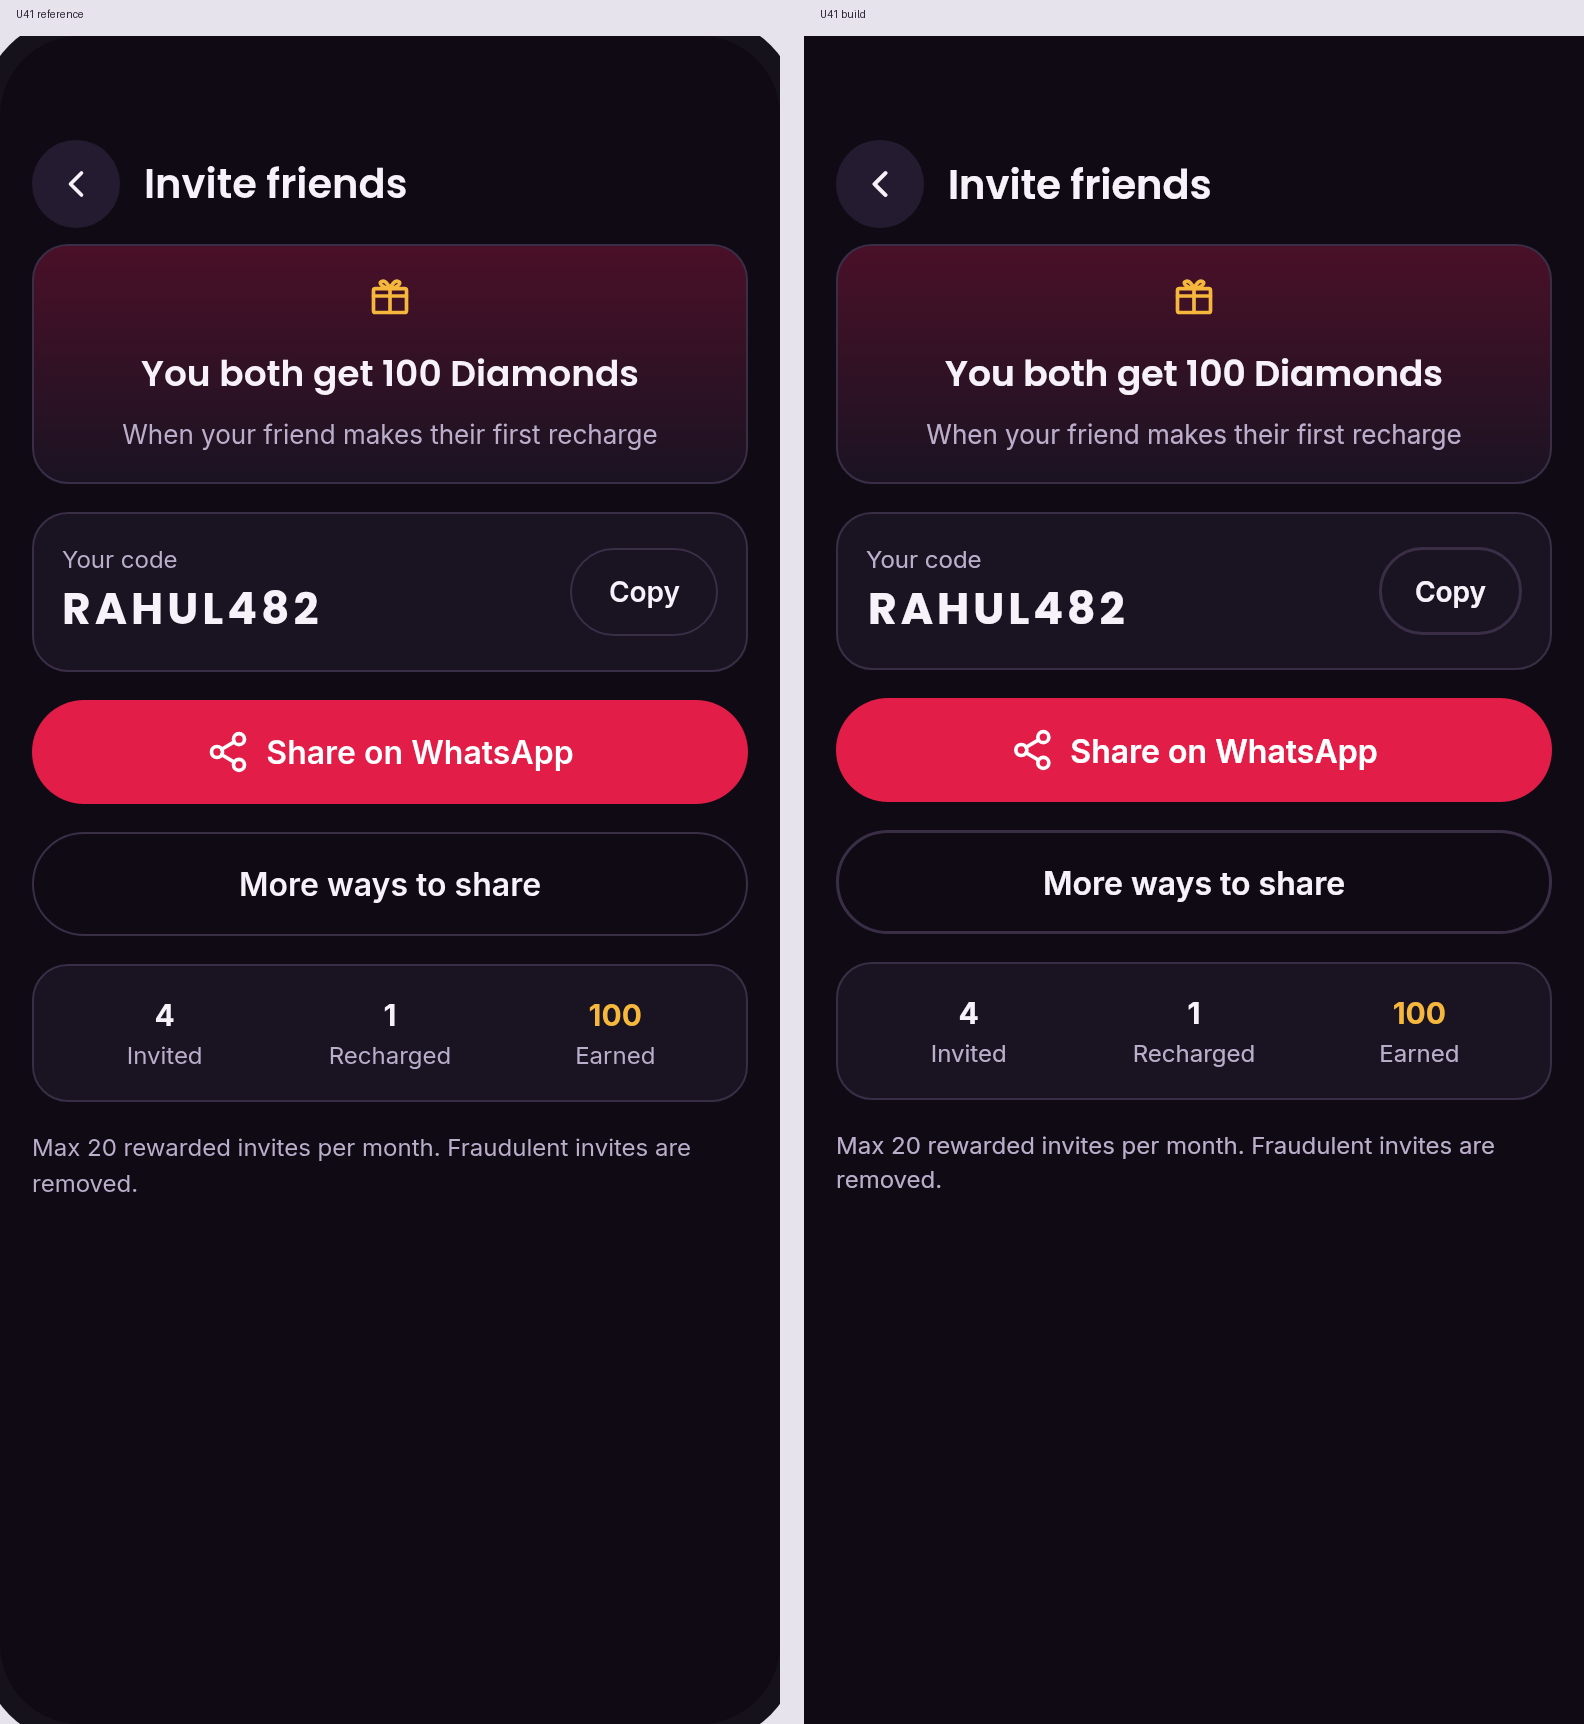 U41 reference
Invite friends
You both get 100 Diamonds
When your friend makes their first recharge
Your code
RAHUL482
Copy
Share on WhatsApp
More ways to share
4
Invited
1
Recharged
100
Earned
Max 20 rewarded invites per month. Fraudulent invites are
removed.
U41 build
Invite friends
You both get 100 Diamonds
When your friend makes their first recharge
Your code
RAHUL482
Copy
Share on WhatsApp
More ways to share
4
Invited
1
Recharged
100
Earned
Max 20 rewarded invites per month. Fraudulent invites are
removed.